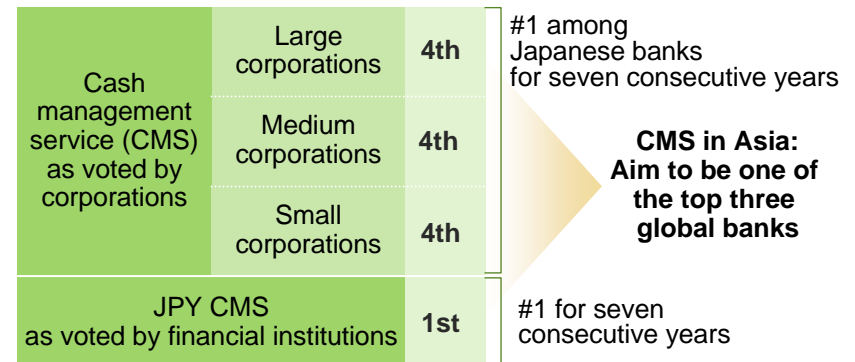 Cash
management
service (CMS)
as voted by
corporations
Large
corporations
4th
Medium
corporations
4th
Small
corporations
4th
#1 among
Japanese banks
for seven consecutive years
CMS in Asia:
Aim to be one of
the top three
global banks
JPY CMS
as voted by financial institutions
1st
#1 for seven
consecutive years